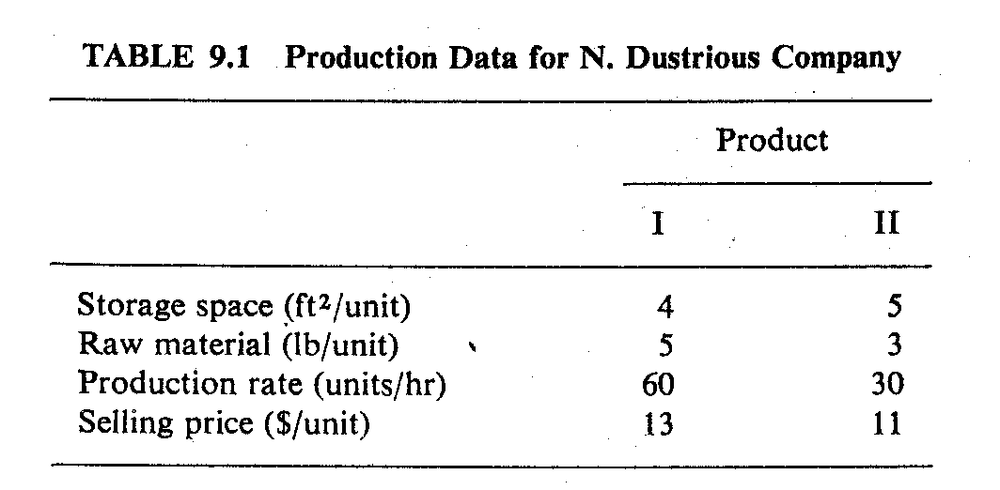 TABLE 9.1 Production Data for N. Dustrious Company
Product
I II
Storage space (ft²/unit) 4 5
Raw material (lb/unit) 5 3
Production rate (units/hr) 60 30
Selling price ($/unit) 13 11